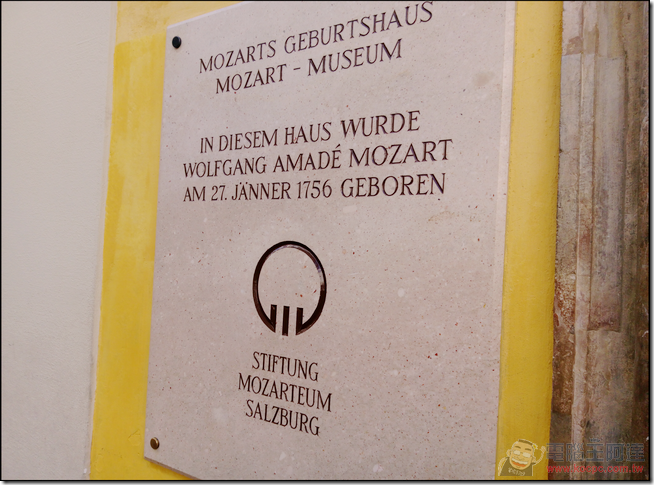 MOZARTS GEBURTSHAUS
MOZART - MUSEUM
IN DIESEM HAUS WURDE
WOLFGANG AMADÉ MOZART
AM 27. JÄNNER 1756 GEBOREN
STIFTUNG
MOZARTEUM
SALZBURG